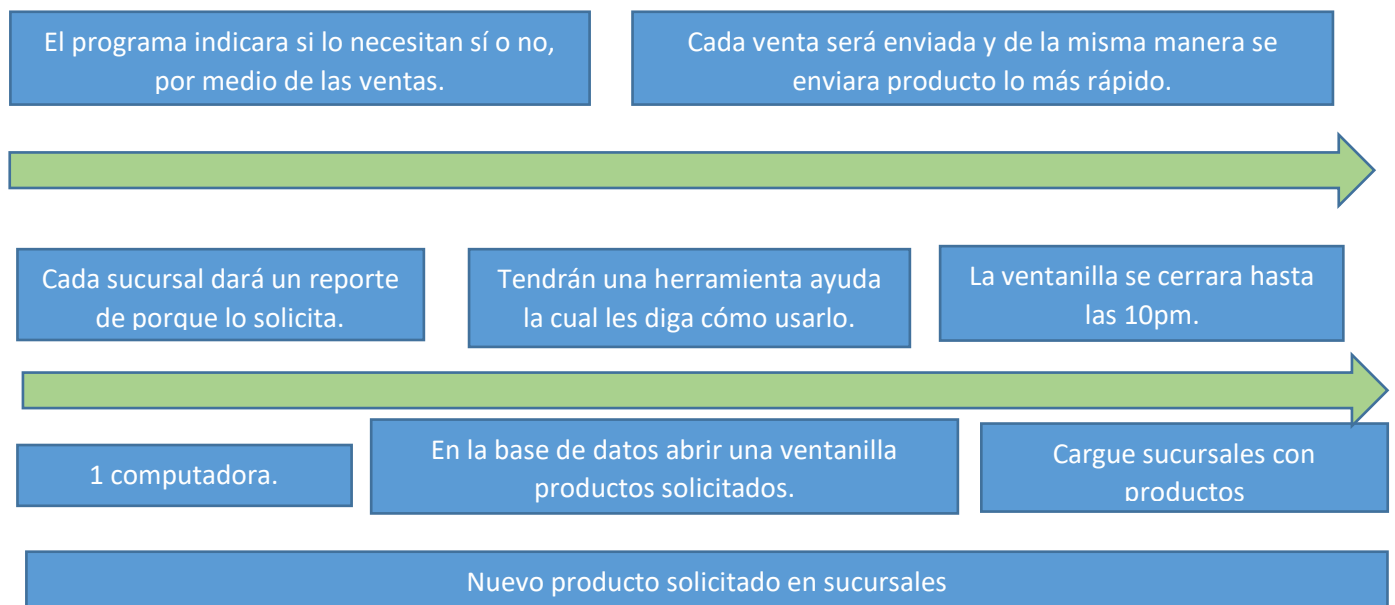 El programa indicara si lo necesitan sí o no,
por medio de las ventas.
Cada venta será enviada y de la misma manera se
enviara producto lo más rápido.
Cada sucursal dará un reporte
de porque lo solicita.
Tendrán una herramienta ayuda
la cual les diga cómo usarlo.
La ventanilla se cerrara hasta
las 10pm.
1 computadora.
En la base de datos abrir una ventanilla
productos solicitados.
Cargue sucursales con
productos
Nuevo producto solicitado en sucursales